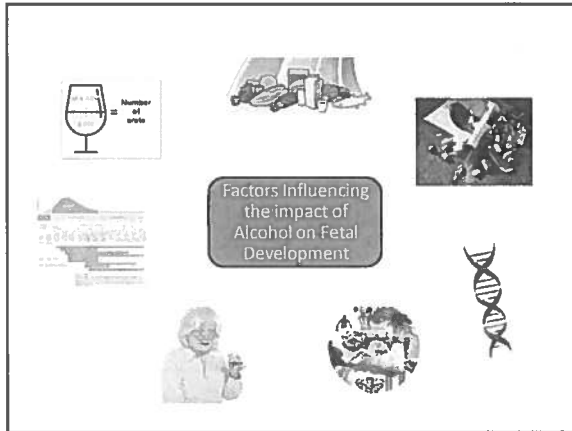 = Number
of
units
Factors Influencing
the impact of
Alcohol on Fetal
Development